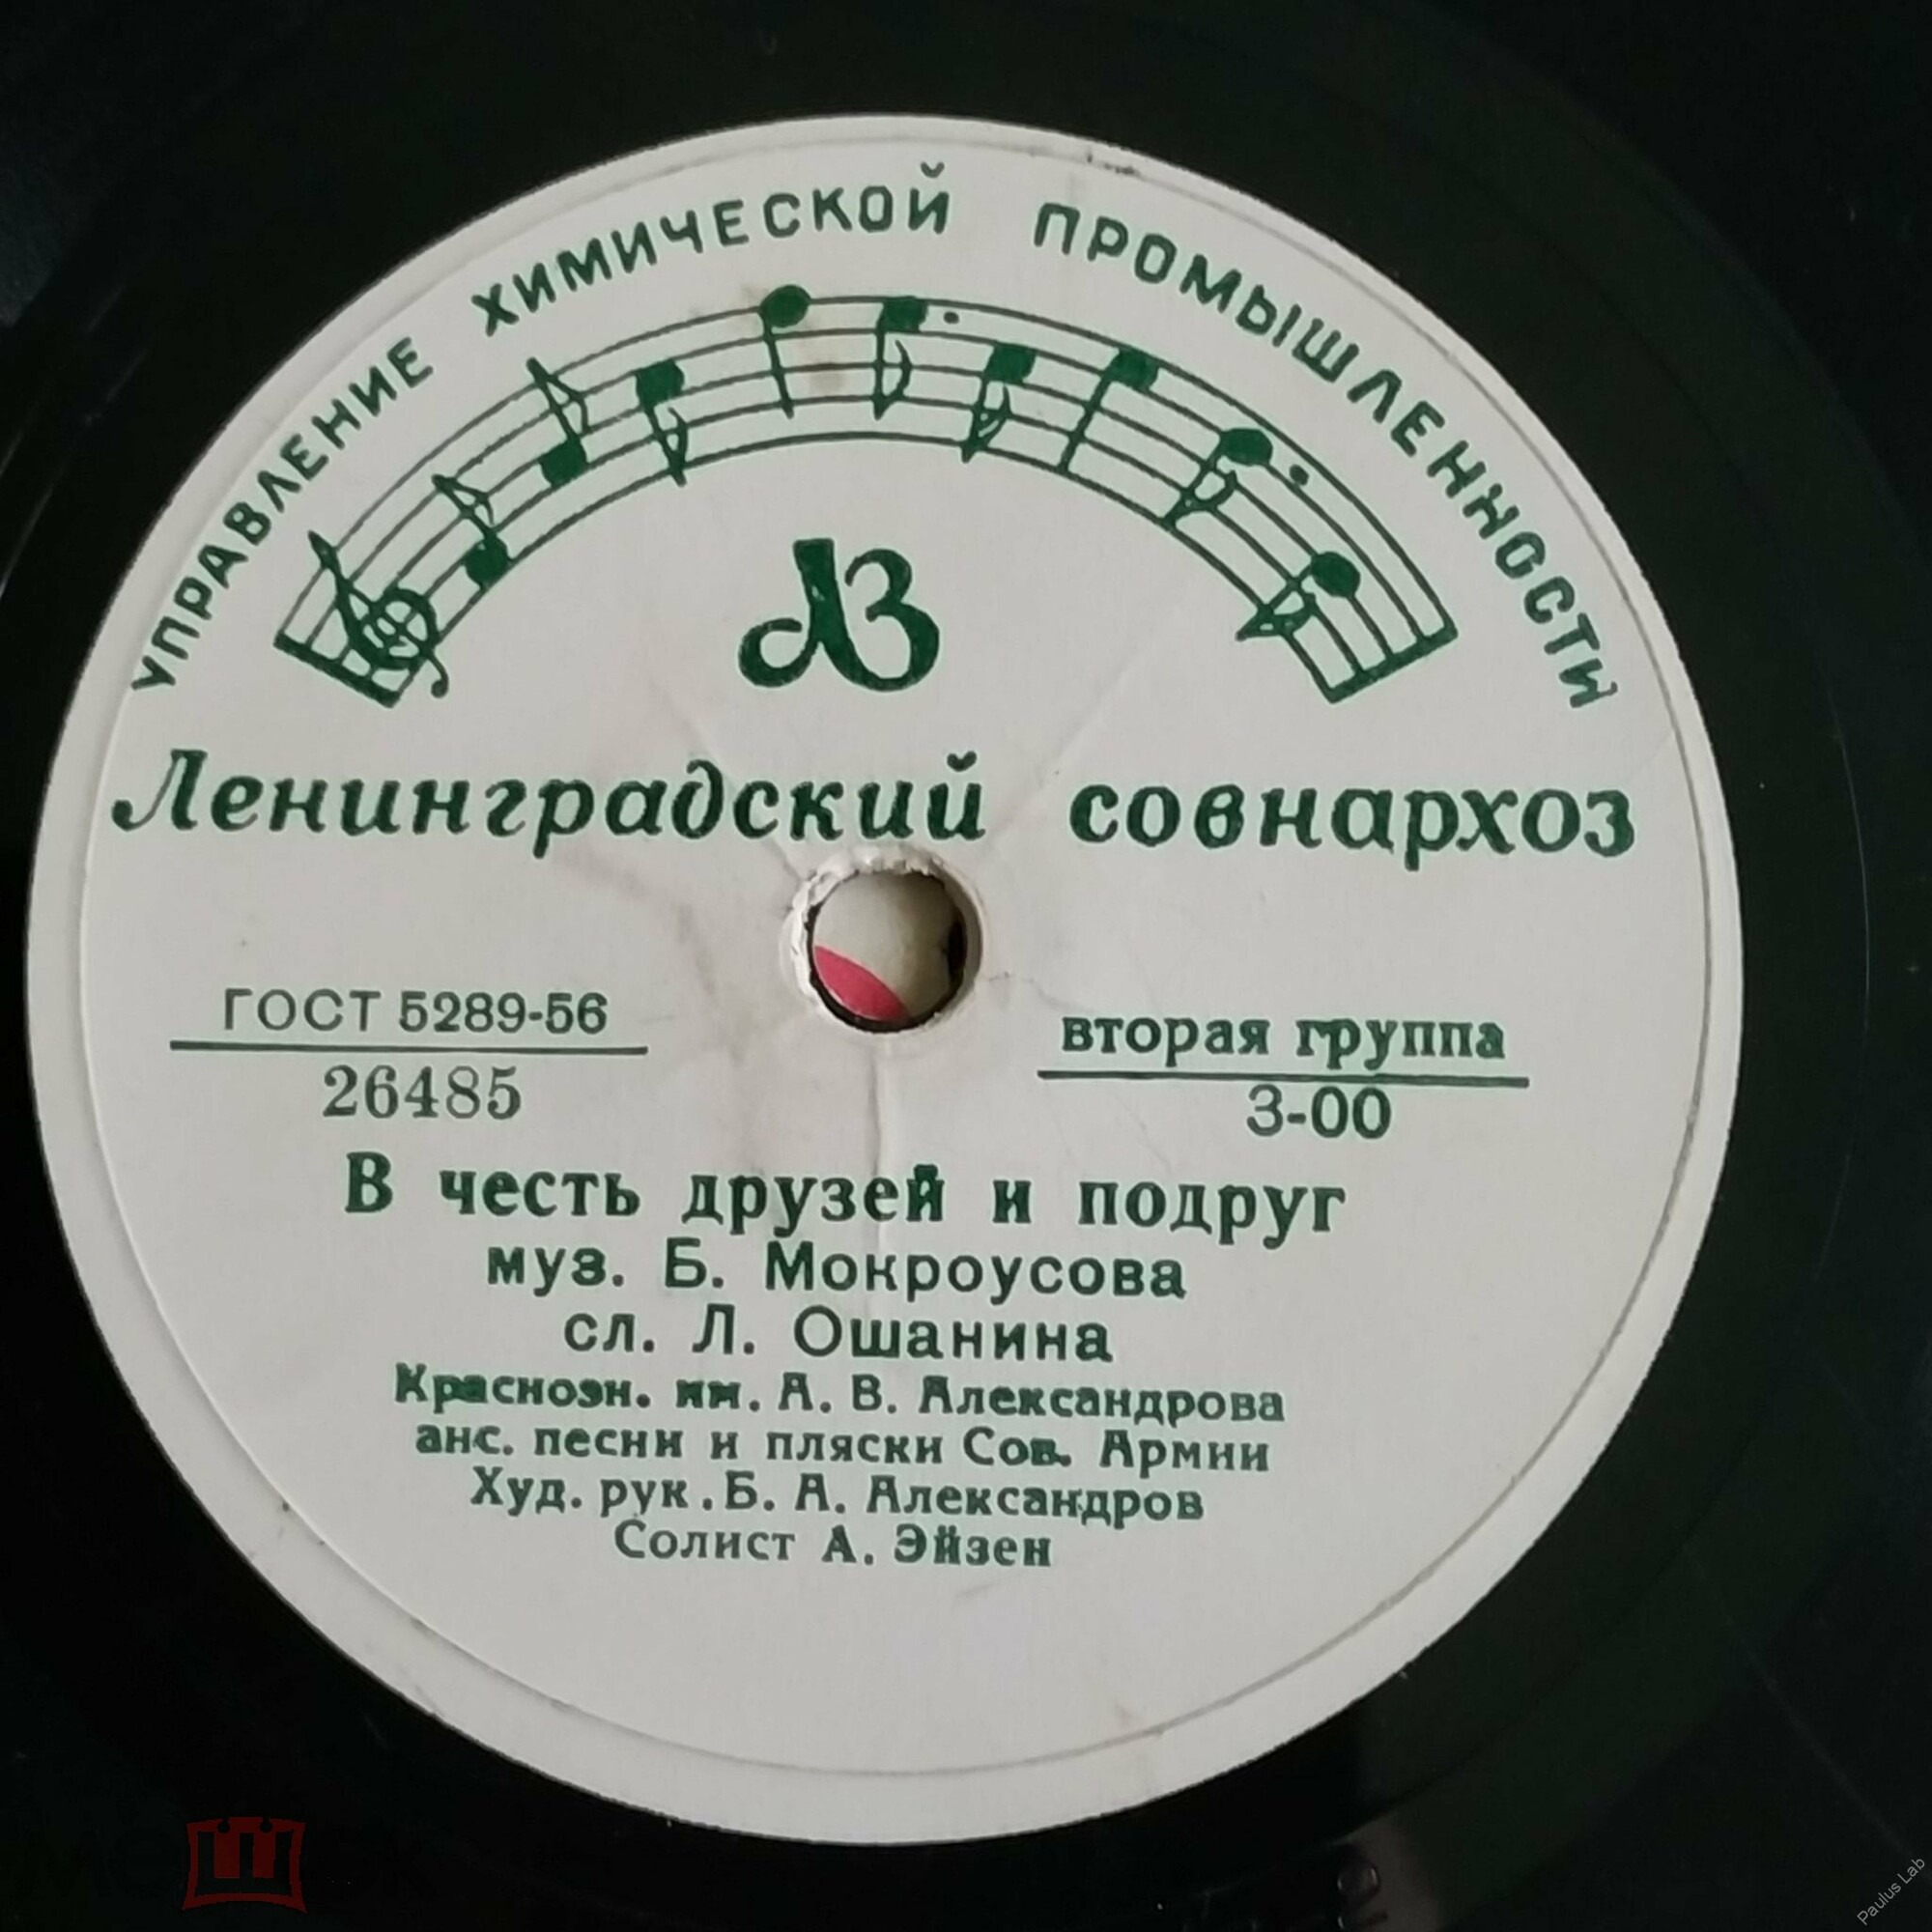 УПРАВЛЕНИЕ ХИМИЧЕСКОЙ ПРОМЫШЛЕННОСТИ
ЛЗ
Ленинградский совнархоз
ГОСТ 5289-56
26485
вторая группа
3-00
В честь друзей и подруг
муз. Б. Мокроусова
сл. Л. Ошанина
Краснозн. им. А. В. Александрова
анс. песни и пляски Сов. Армии
Худ. рук. Б. А. Александров
Солист А. Эйзен
Paulus Lab